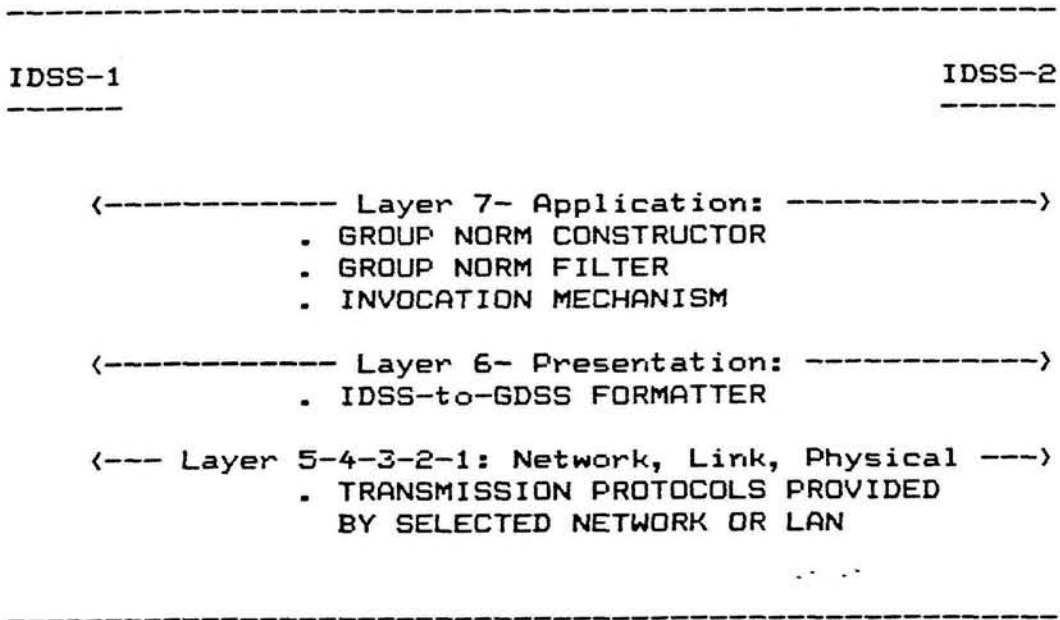 ------------------------------------------------------------
IDSS-1 IDSS-2
------ ------
<------------ Layer 7- Application: ------------->
. GROUP NORM CONSTRUCTOR
. GROUP NORM FILTER
. INVOCATION MECHANISM
<------------ Layer 6- Presentation: ------------>
. IDSS-to-GDSS FORMATTER
<--- Layer 5-4-3-2-1: Network, Link, Physical --->
. TRANSMISSION PROTOCOLS PROVIDED
BY SELECTED NETWORK OR LAN
------------------------------------------------------------